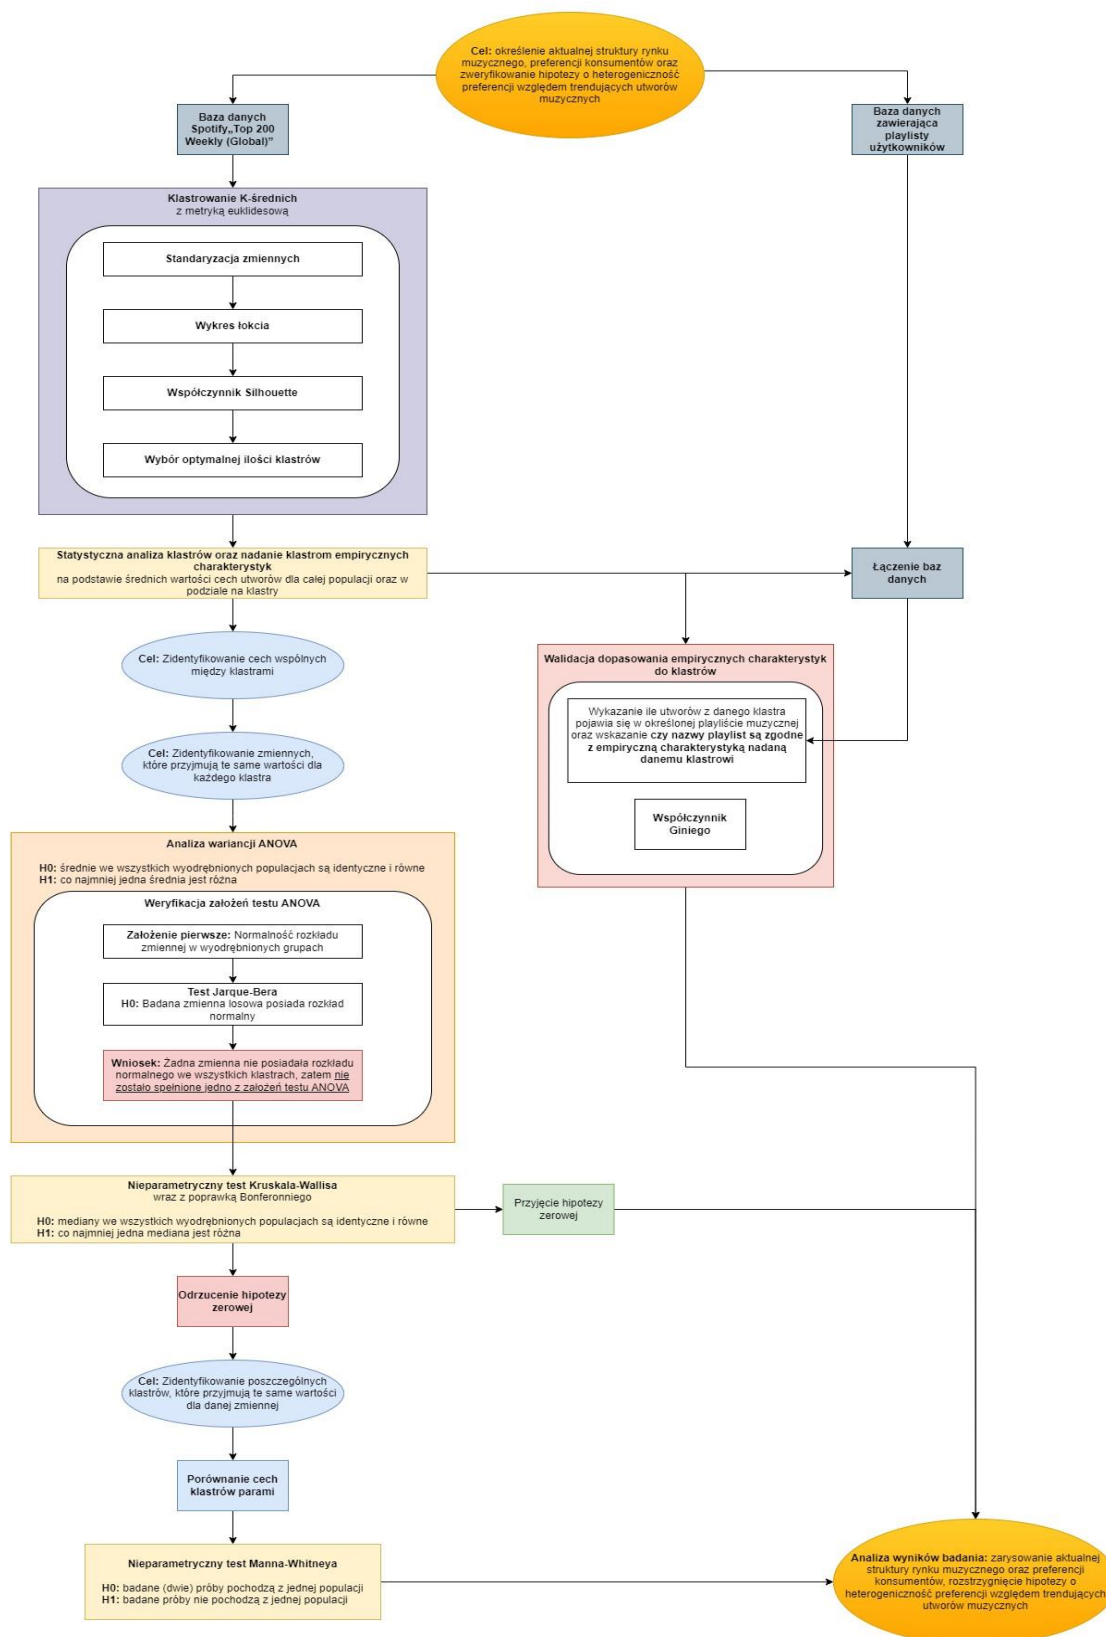 Cel: określenie aktualnej struktury rynku
muzycznego, preferencji konsumentów oraz
zweryfikowanie hipotezy o heterogeniczność
preferencji względem trendujących utworów
muzycznych
Baza danych
Spotify„Top 200
Weekly (Global)”
Baza danych
zawierająca
playlisty
użytkowników
Klastrowanie K-średnich
z metryką euklidesową
Standaryzacja zmiennych
Wykres łokcia
Współczynnik Silhouette
Wybór optymalnej ilości klastrów
Statystyczna analiza klastrów oraz nadanie klastrom empirycznych
charakterystyk
na podstawie średnich wartości cech utworów dla całej populacji oraz w
podziale na klastry
Łączenie baz
danych
Cel: Zidentyfikowanie cech wspólnych
między klastrami
Walidacja dopasowania empirycznych charakterystyk
do klastrów
Wykazanie ile utworów z danego klastra
pojawia się w określonej playliście muzycznej
oraz wskazanie czy nazwy playlist są zgodne
z empiryczną charakterystyką nadaną
danemu klastrowi
Współczynnik
Giniego
Cel: Zidentyfikowanie zmiennych,
które przyjmują te same wartości dla
każdego klastra
Analiza wariancji ANOVA
H0: średnie we wszystkich wyodrębnionych populacjach są identyczne i równe
H1: co najmniej jedna średnia jest różna
Weryfikacja założeń testu ANOVA
Założenie pierwsze: Normalność rozkładu
zmiennej w wyodrębnionych grupach
Test Jarque-Bera
H0: Badana zmienna losowa posiada rozkład
normalny
Wniosek: Żadna zmienna nie posiadała rozkładu
normalnego we wszystkich klastrach, zatem nie
zostało spełnione jedno z założeń testu ANOVA
Nieparametryczny test Kruskala-Wallisa
wraz z poprawką Bonferonniego
H0: mediany we wszystkich wyodrębnionych populacjach są identyczne i równe
H1: co najmniej jedna mediana jest różna
Przyjęcie hipotezy
zerowej
Odrzucenie hipotezy
zerowej
Cel: Zidentyfikowanie poszczególnych
klastrów, które przyjmują te same wartości
dla danej zmiennej
Porównanie cech
klastrów parami
Nieparametryczny test Manna-Whitneya
H0: badane (dwie) próby pochodzą z jednej populacji
H1: badane próby nie pochodzą z jednej populacji
Analiza wyników badania: zarysowanie aktualnej
struktury rynku muzycznego oraz preferencji
konsumentów, rozstrzygnięcie hipotezy o
heterogeniczność preferencji względem trendujących
utworów muzycznych